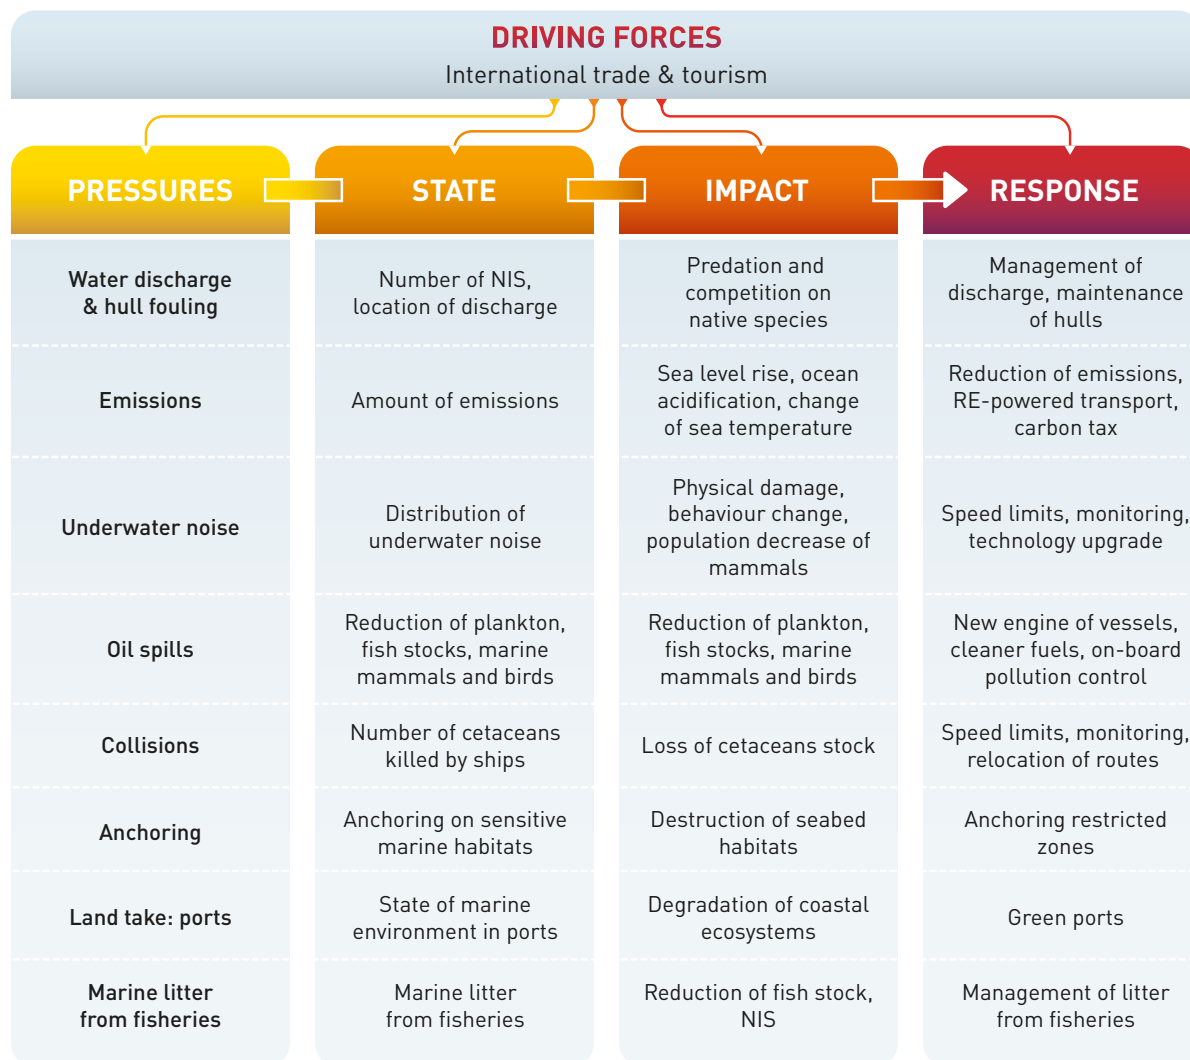 DRIVING FORCES
International trade & tourism
PRESSURES
STATE
IMPACT
RESPONSE
Water discharge
& hull fouling
Number of NIS,
location of discharge
Predation and
competition on
native species
Management of
discharge, maintenance
of hulls
Emissions
Amount of emissions
Sea level rise, ocean
acidification, change
of sea temperature
Reduction of emissions,
RE-powered transport,
carbon tax
Underwater noise
Distribution of
underwater noise
Physical damage,
behaviour change,
population decrease of
mammals
Speed limits, monitoring,
technology upgrade
Oil spills
Reduction of plankton,
fish stocks, marine
mammals and birds
Reduction of plankton,
fish stocks, marine
mammals and birds
New engine of vessels,
cleaner fuels, on-board
pollution control
Collisions
Number of cetaceans
killed by ships
Loss of cetaceans stock
Speed limits, monitoring,
relocation of routes
Anchoring
Anchoring on sensitive
marine habitats
Destruction of seabed
habitats
Anchoring restricted
zones
Land take: ports
State of marine
environment in ports
Degradation of coastal
ecosystems
Green ports
Marine litter
from fisheries
Marine litter
from fisheries
Reduction of fish stock,
NIS
Management of litter
from fisheries